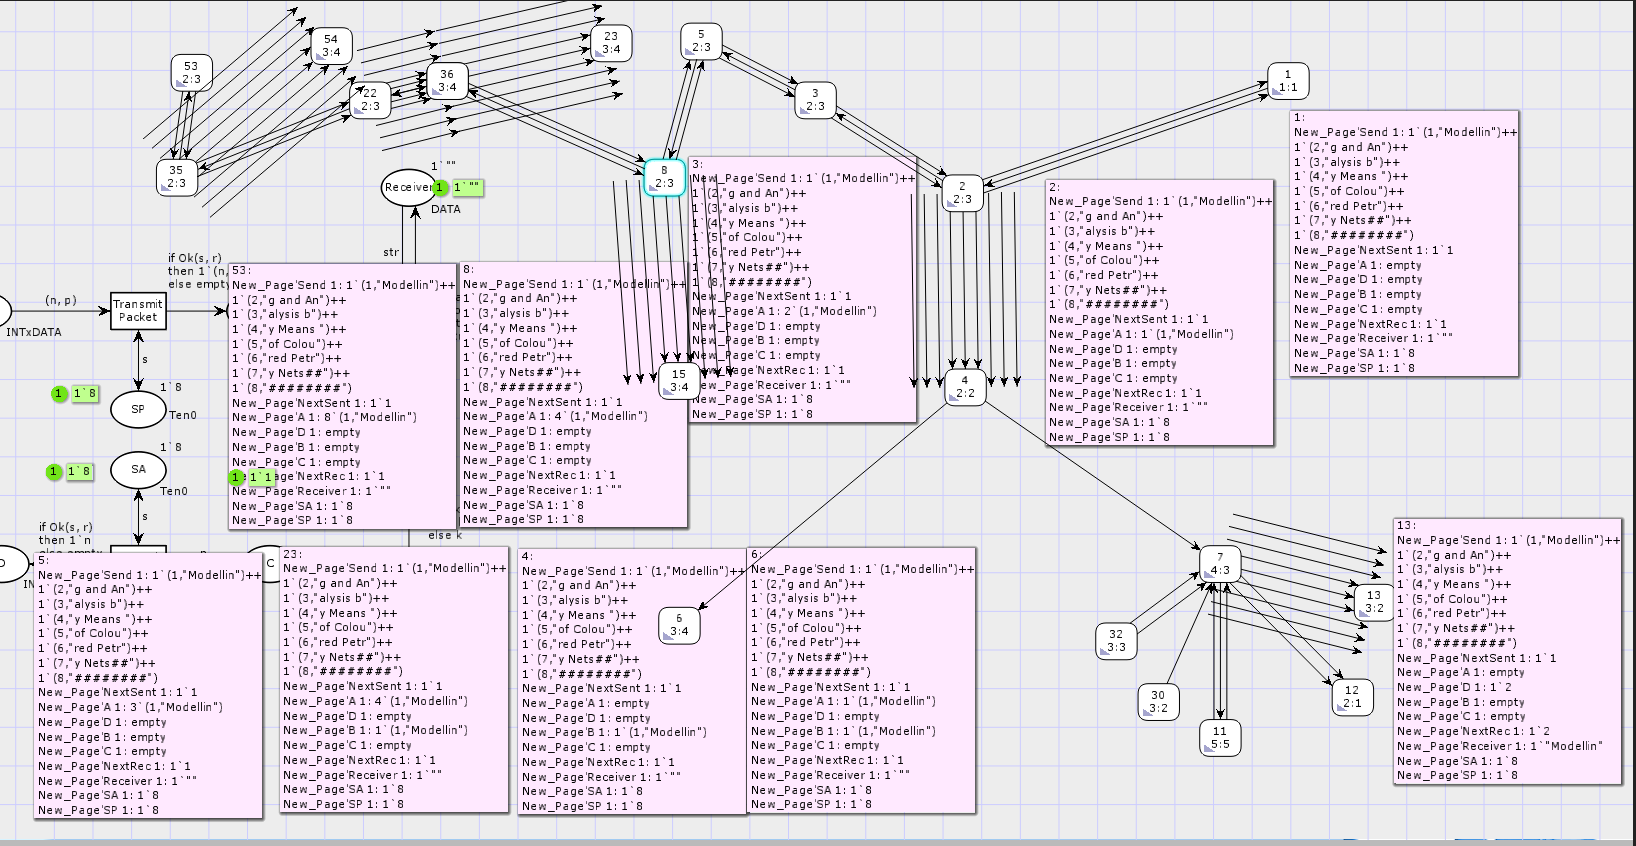 54
3:4
23
3:4
5
2:3
53
2:3
36
3:4
22
2:3
3
2:3
1
1:1
35
2:3
8
2:3
2
2:3
1`""
Receiver
1
1`""
DATA
str
1:
New_Page'Send 1: 1`(1,"Modellin")++
1`(2,"g and An")++
1`(3,"alysis b")++
1`(4,"y Means ")++
1`(5,"of Colou")++
1`(6,"red Petr")++
1`(7,"y Nets##")++
1`(8,"########")
New_Page'NextSent 1: 1`1
New_Page'A 1: empty
New_Page'D 1: empty
New_Page'B 1: empty
New_Page'C 1: empty
New_Page'NextRec 1: 1`1
New_Page'Receiver 1: 1`""
New_Page'SA 1: 1`8
New_Page'SP 1: 1`8
3:
New_Page'Send 1: 1`(1,"Modellin")++
1`(2,"g and An")++
1`(3,"alysis b")++
1`(4,"y Means ")++
1`(5,"of Colou")++
1`(6,"red Petr")++
1`(7,"y Nets##")++
1`(8,"########")
New_Page'NextSent 1: 1`1
New_Page'A 1: 2`(1,"Modellin")
New_Page'D 1: empty
New_Page'B 1: empty
New_Page'C 1: empty
New_Page'NextRec 1: 1`1
New_Page'Receiver 1: 1`""
New_Page'SA 1: 1`8
New_Page'SP 1: 1`8
2:
New_Page'Send 1: 1`(1,"Modellin")++
1`(2,"g and An")++
1`(3,"alysis b")++
1`(4,"y Means ")++
1`(5,"of Colou")++
1`(6,"red Petr")++
1`(7,"y Nets##")++
1`(8,"########")
New_Page'NextSent 1: 1`1
New_Page'A 1: 1`(1,"Modellin")
New_Page'D 1: empty
New_Page'B 1: empty
New_Page'C 1: empty
New_Page'NextRec 1: 1`1
New_Page'Receiver 1: 1`""
New_Page'SA 1: 1`8
New_Page'SP 1: 1`8
if Ok(s, r)
then 1`(n,
else empty
(n, p)
Transmit
Packet
INTxDATA
s
1
1`8
1`8
SP
Ten0
1`8
1
1`8
SA
Ten0
s
if Ok(s, r)
then 1`n
else empty
53:
New_Page'Send 1: 1`(1,"Modellin")++
1`(2,"g and An")++
1`(3,"alysis b")++
1`(4,"y Means ")++
1`(5,"of Colou")++
1`(6,"red Petr")++
1`(7,"y Nets##")++
1`(8,"########")
New_Page'NextSent 1: 1`1
New_Page'A 1: 8`(1,"Modellin")
New_Page'D 1: empty
New_Page'B 1: empty
New_Page'C 1: empty
1
1`1
New_Page'NextRec 1: 1`1
New_Page'Receiver 1: 1`""
New_Page'SA 1: 1`8
New_Page'SP 1: 1`8
8:
New_Page'Send 1: 1`(1,"Modellin")++
1`(2,"g and An")++
1`(3,"alysis b")++
1`(4,"y Means ")++
1`(5,"of Colou")++
1`(6,"red Petr")++
1`(7,"y Nets##")++
1`(8,"########")
New_Page'NextSent 1: 1`1
New_Page'A 1: 4`(1,"Modellin")
New_Page'D 1: empty
New_Page'B 1: empty
New_Page'C 1: empty
New_Page'NextRec 1: 1`1
New_Page'Receiver 1: 1`""
New_Page'SA 1: 1`8
New_Page'SP 1: 1`8
15
3:4
4
2:2
else k
C
5:
New_Page'Send 1: 1`(1,"Modellin")++
1`(2,"g and An")++
1`(3,"alysis b")++
1`(4,"y Means ")++
1`(5,"of Colou")++
1`(6,"red Petr")++
1`(7,"y Nets##")++
1`(8,"########")
New_Page'NextSent 1: 1`1
New_Page'A 1: 3`(1,"Modellin")
New_Page'D 1: empty
New_Page'B 1: empty
New_Page'C 1: empty
New_Page'NextRec 1: 1`1
New_Page'Receiver 1: 1`""
New_Page'SA 1: 1`8
New_Page'SP 1: 1`8
23:
New_Page'Send 1: 1`(1,"Modellin")++
1`(2,"g and An")++
1`(3,"alysis b")++
1`(4,"y Means ")++
1`(5,"of Colou")++
1`(6,"red Petr")++
1`(7,"y Nets##")++
1`(8,"########")
New_Page'NextSent 1: 1`1
New_Page'A 1: 4`(1,"Modellin")
New_Page'D 1: empty
New_Page'B 1: 1`(1,"Modellin")
New_Page'C 1: empty
New_Page'NextRec 1: 1`1
New_Page'Receiver 1: 1`""
New_Page'SA 1: 1`8
New_Page'SP 1: 1`8
4:
New_Page'Send 1: 1`(1,"Modellin")++
1`(2,"g and An")++
1`(3,"alysis b")++
1`(4,"y Means ")++
1`(5,"of Colou")++
1`(6,"red Petr")++
1`(7,"y Nets##")++
1`(8,"########")
New_Page'NextSent 1: 1`1
New_Page'A 1: empty
New_Page'D 1: empty
New_Page'B 1: 1`(1,"Modellin")
New_Page'C 1: empty
New_Page'NextRec 1: 1`1
New_Page'Receiver 1: 1`""
New_Page'SA 1: 1`8
New_Page'SP 1: 1`8
6
3:4
6:
New_Page'Send 1: 1`(1,"Modellin")++
1`(2,"g and An")++
1`(3,"alysis b")++
1`(4,"y Means ")++
1`(5,"of Colou")++
1`(6,"red Petr")++
1`(7,"y Nets##")++
1`(8,"########")
New_Page'NextSent 1: 1`1
New_Page'A 1: 1`(1,"Modellin")
New_Page'D 1: empty
New_Page'B 1: 1`(1,"Modellin")
New_Page'C 1: empty
New_Page'NextRec 1: 1`1
New_Page'Receiver 1: 1`""
New_Page'SA 1: 1`8
New_Page'SP 1: 1`8
7
4:3
13
3:2
32
3:3
30
3:2
12
2:1
11
5:5
13:
New_Page'Send 1: 1`(1,"Modellin")++
1`(2,"g and An")++
1`(3,"alysis b")++
1`(4,"y Means ")++
1`(5,"of Colou")++
1`(6,"red Petr")++
1`(7,"y Nets##")++
1`(8,"########")
New_Page'NextSent 1: 1`1
New_Page'A 1: empty
New_Page'D 1: 1`2
New_Page'B 1: empty
New_Page'C 1: empty
New_Page'NextRec 1: 1`2
New_Page'Receiver 1: 1`"Modellin"
New_Page'SA 1: 1`8
New_Page'SP 1: 1`8